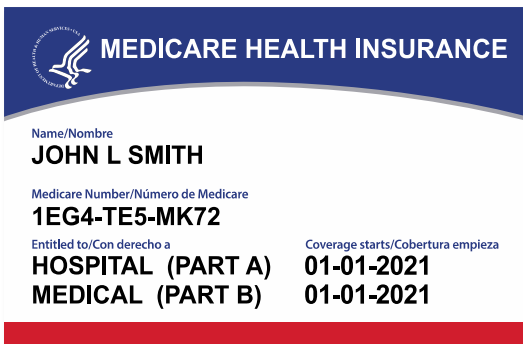 MEDICARE HEALTH INSURANCE
Name/Nombre
JOHN L SMITH
Medicare Number/Número de Medicare
1EG4-TE5-MK72
Entitled to/Con derecho a Coverage starts/Cobertura empieza
HOSPITAL (PART A) 01-01-2021
MEDICAL (PART B) 01-01-2021